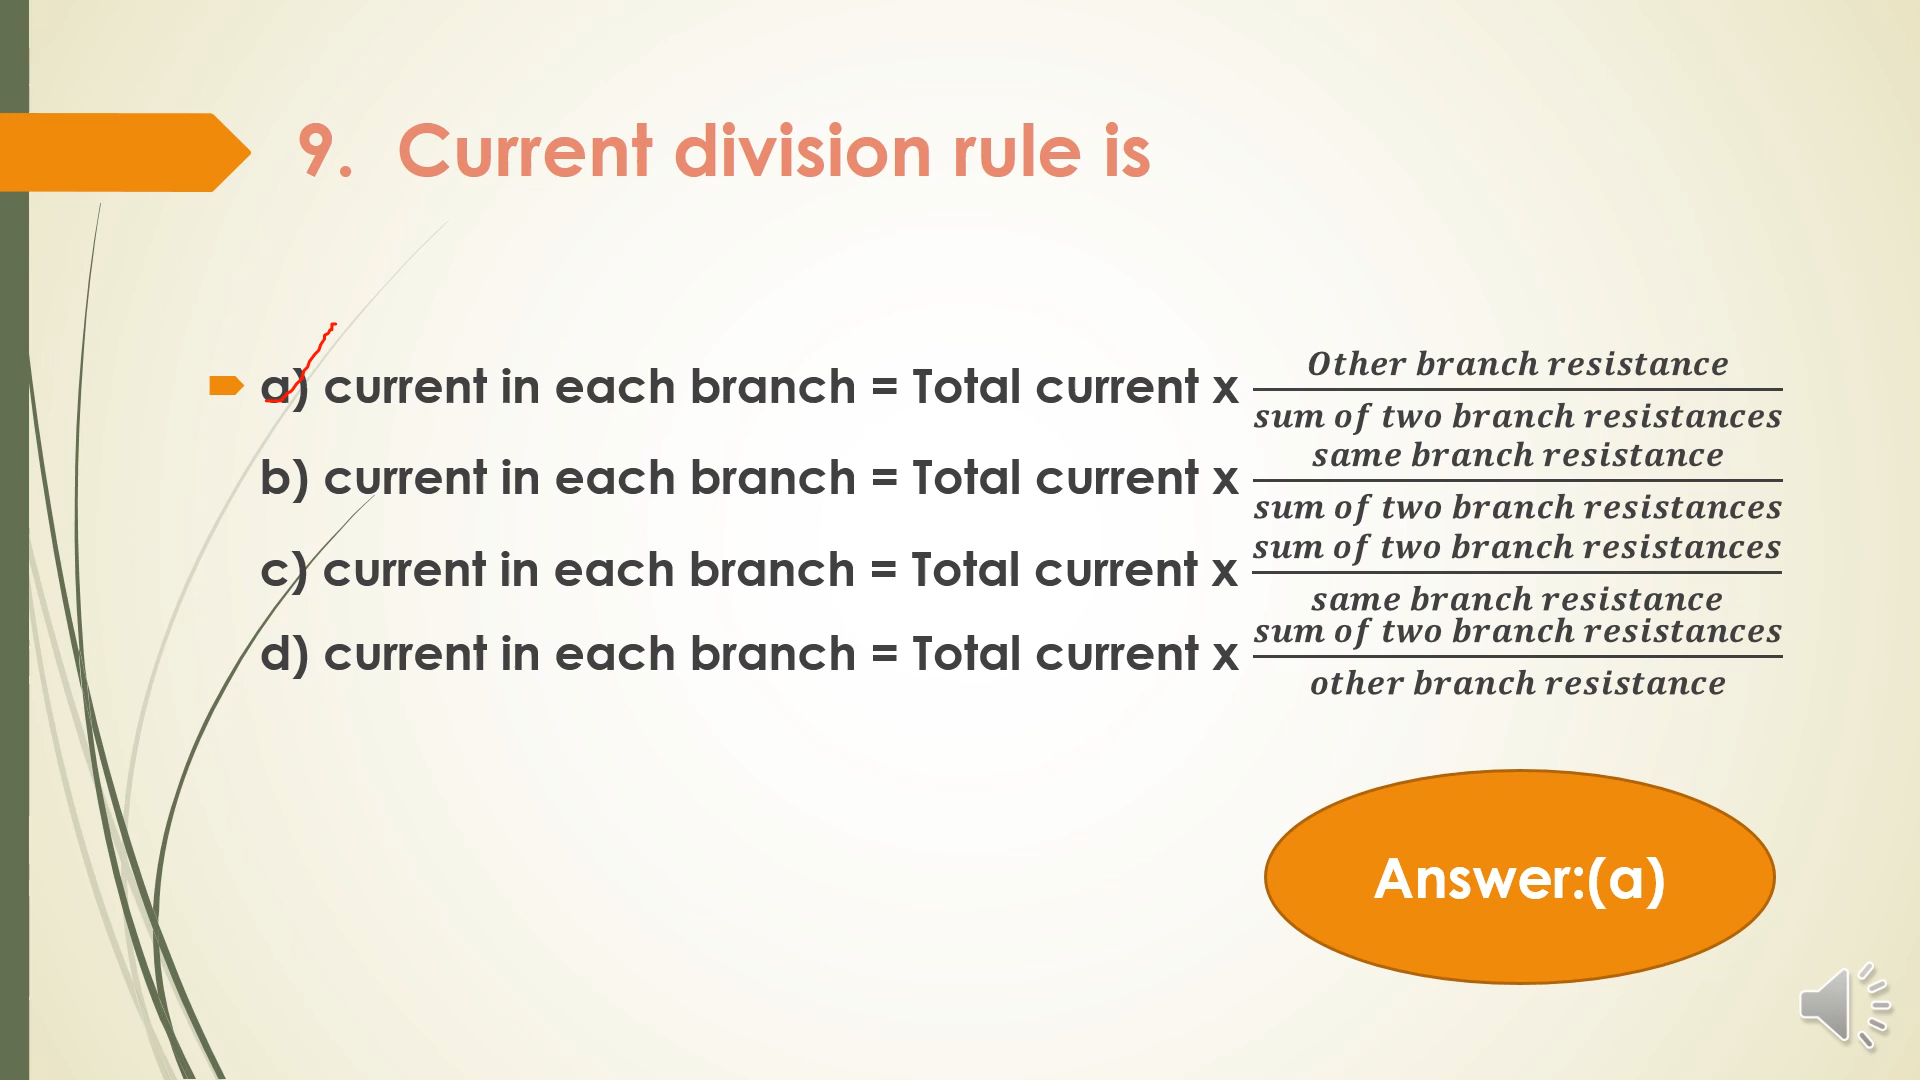 9. Current division rule is
a) current in each branch = Total current x Other branch resistance / sum of two branch resistances
b) current in each branch = Total current x same branch resistance / sum of two branch resistances
c) current in each branch = Total current x sum of two branch resistances / same branch resistance
d) current in each branch = Total current x sum of two branch resistances / other branch resistance
Answer:(a)